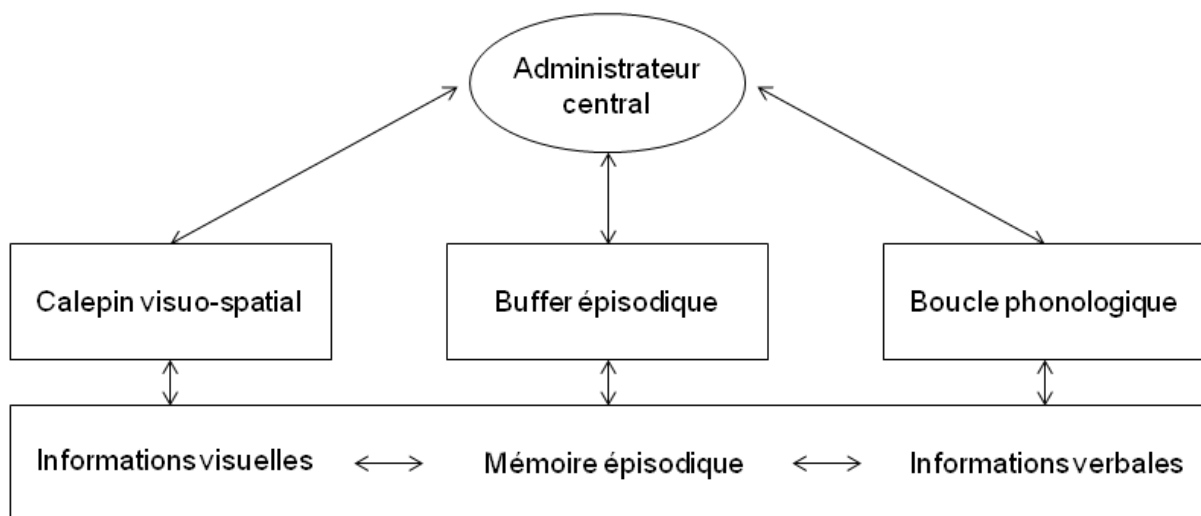 Administrateur
central
Calepin visuo-spatial
Buffer épisodique
Boucle phonologique
Informations visuelles
Mémoire épisodique
Informations verbales